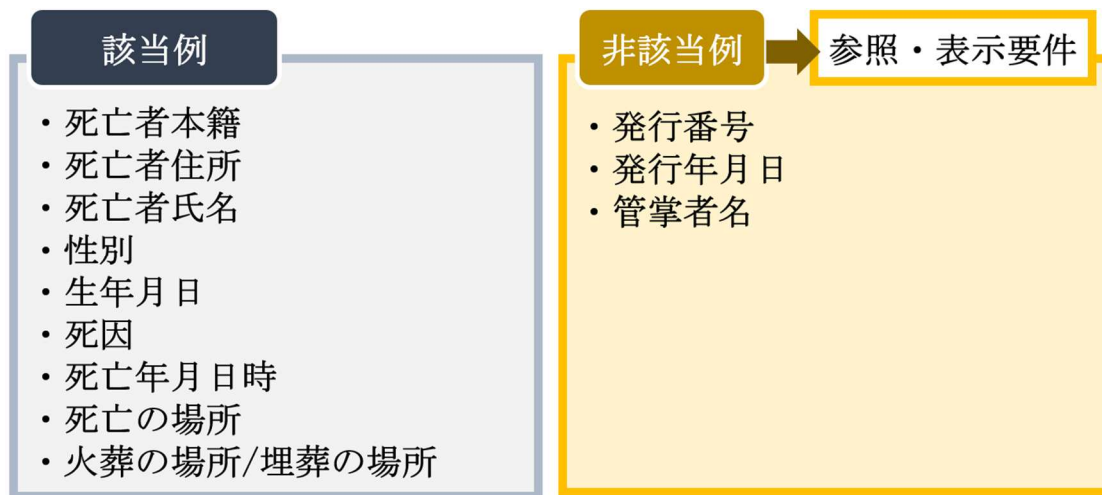 該当例
・死亡者本籍
・死亡者住所
・死亡者氏名
・性別
・生年月日
・死因
・死亡年月日時
・死亡の場所
・火葬の場所/埋葬の場所
非該当例
参照・表示要件
・発行番号
・発行年月日
・管掌者名